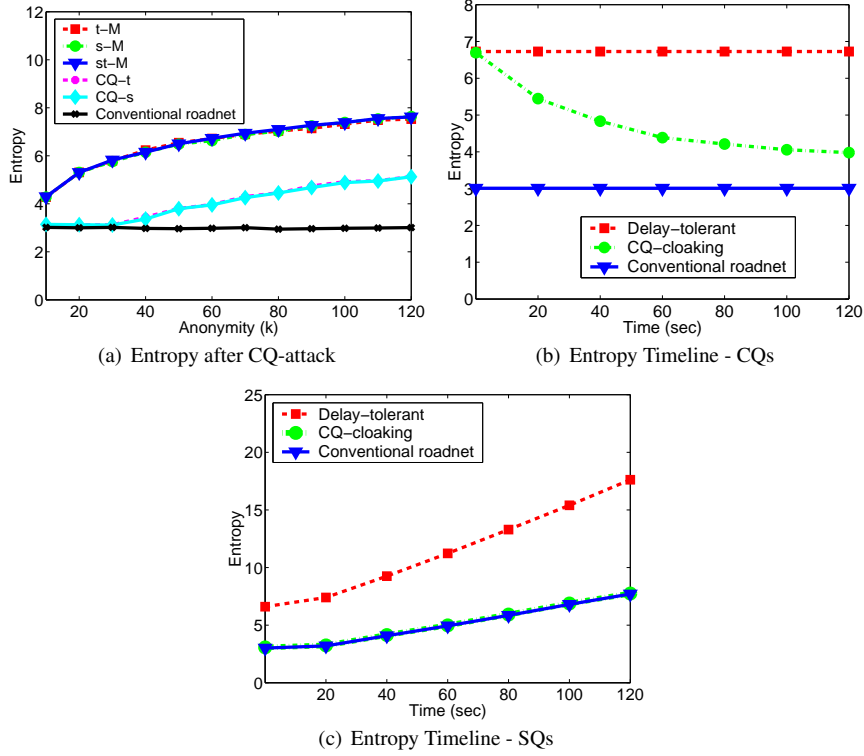 12
10
8
6
4
2
0
Entropy
t−M
s−M
st−M
CQ−t
CQ−s
Conventional roadnet
20 40 60 80 100 120
Anonymity (k)
(a) Entropy after CQ-attack
8
7
6
5
4
3
2
1
0
Entropy
Delay−tolerant
CQ−cloaking
Conventional roadnet
20 40 60 80 100 120
Time (sec)
(b) Entropy Timeline - CQs
25
20
15
10
5
0
Entropy
Delay−tolerant
CQ−cloaking
Conventional roadnet
20 40 60 80 100 120
Time (sec)
(c) Entropy Timeline - SQs